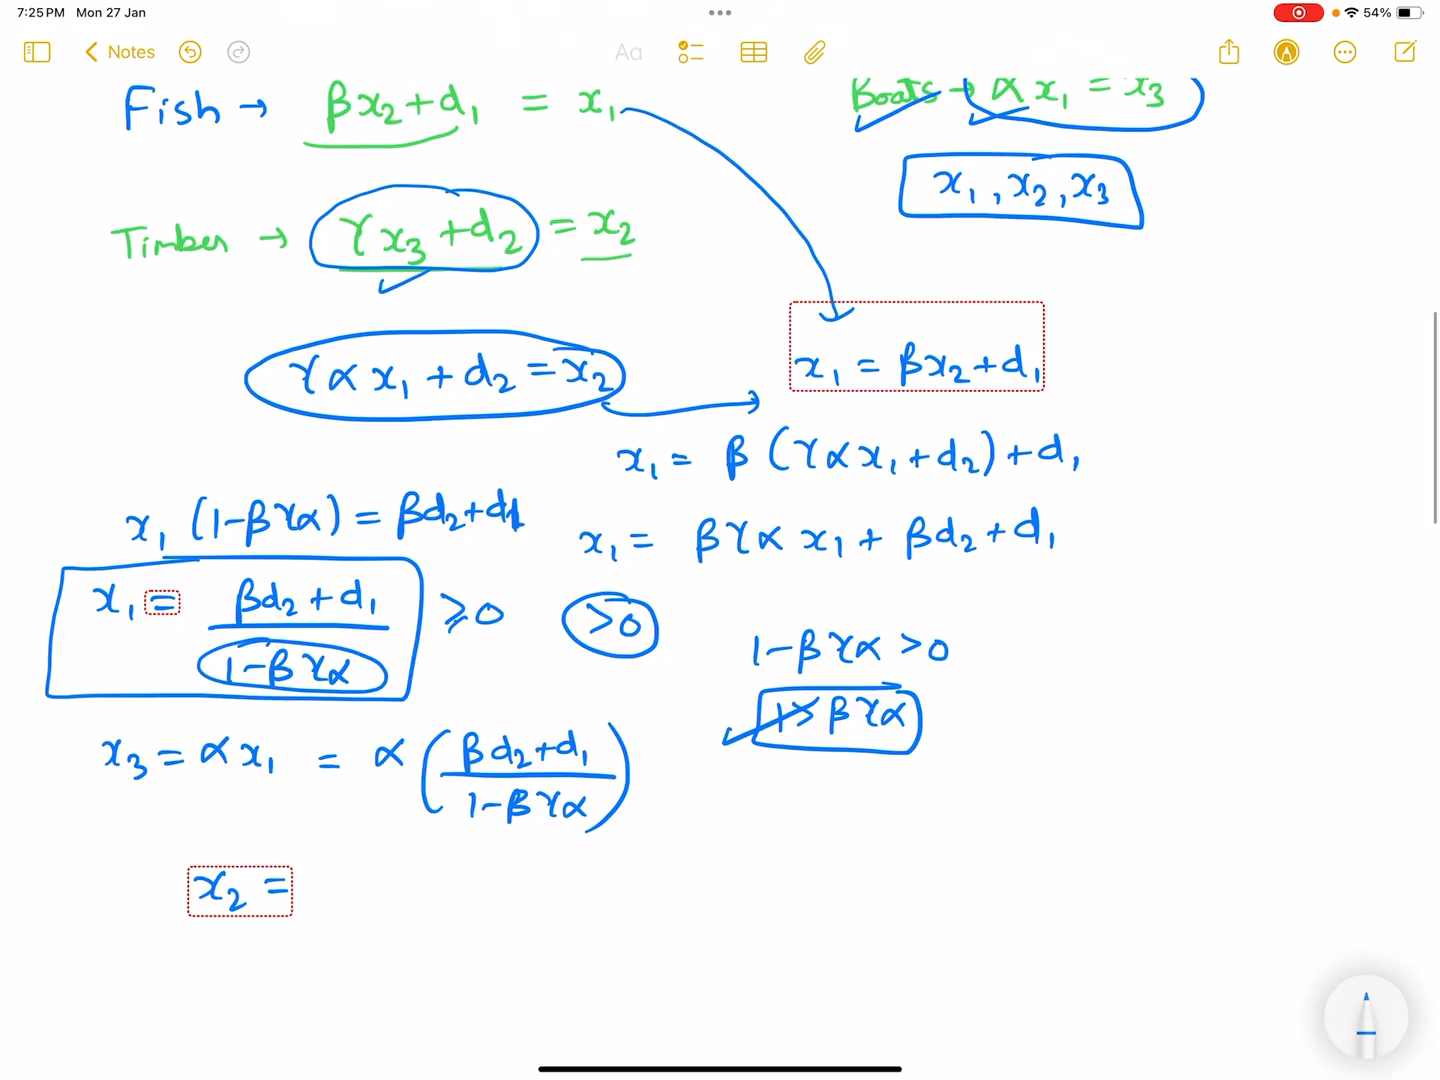 7:25 PM Mon 27 Jan
54%
Notes
Aa
Fish → βx₂ + d₁ = x₁
Boats → αx₁ = x₃
x₁, x₂, x₃
Timber → γx₃ + d₂ = x₂
γαx₁ + d₂ = x₂
x₁ = βx₂ + d₁
x₁ = β(γαx₁ + d₂) + d₁
x₁(1-βγα) = βd₂ + d₁
x₁ = βγαx₁ + βd₂ + d₁
x₁ = (βd₂ + d₁)/(1-βγα) ≥ 0
>0
1-βγα > 0
1 > βγα
x₃ = αx₁ = α((βd₂ + d₁)/(1-βγα))
x₂ =